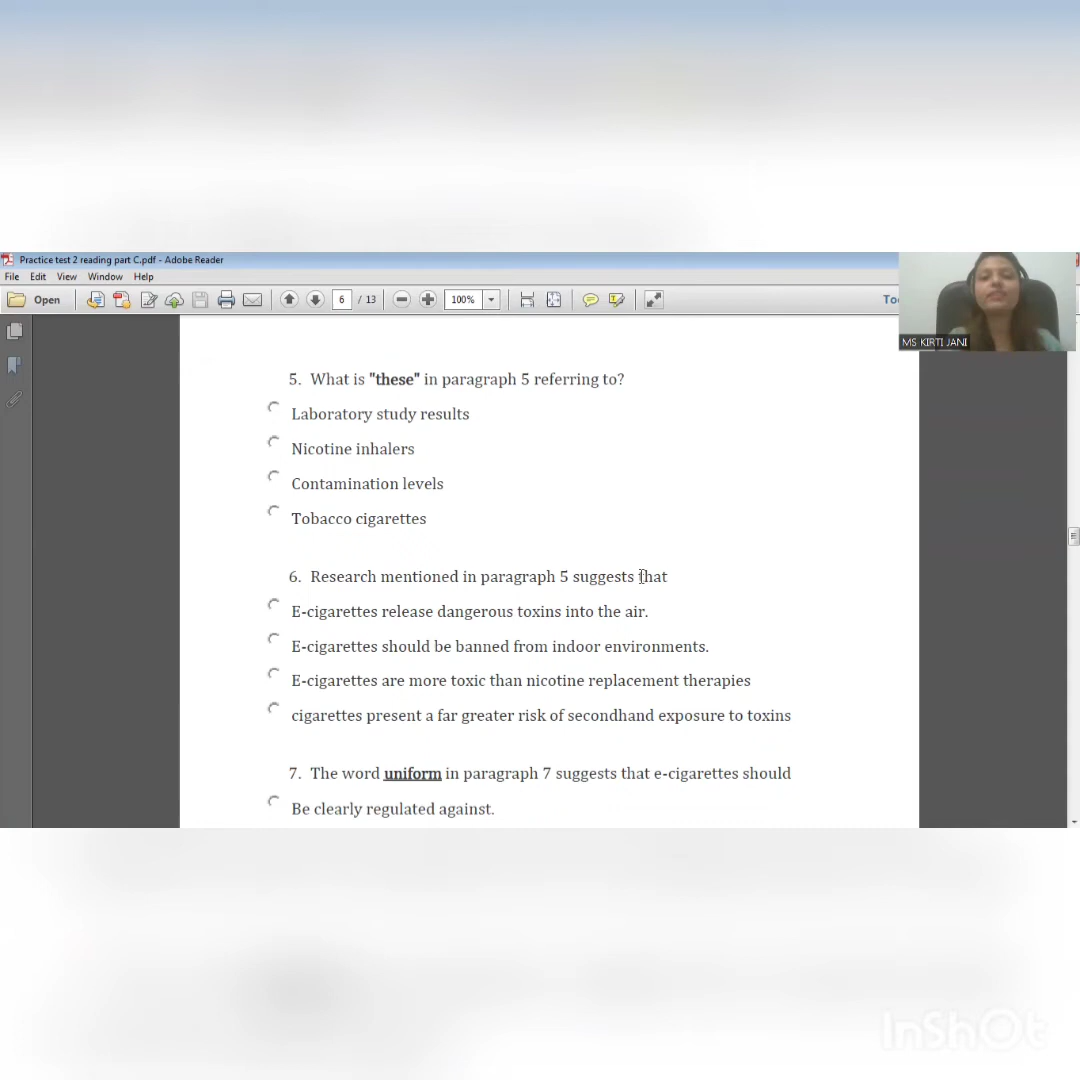 Practice test 2 reading part C.pdf - Adobe Reader
File Edit View Window Help
Open 6 / 13 100%
MS KIRTI JANI
5. What is "these" in paragraph 5 referring to?
Laboratory study results
Nicotine inhalers
Contamination levels
Tobacco cigarettes
6. Research mentioned in paragraph 5 suggests that
E-cigarettes release dangerous toxins into the air.
E-cigarettes should be banned from indoor environments.
E-cigarettes are more toxic than nicotine replacement therapies
cigarettes present a far greater risk of secondhand exposure to toxins
7. The word uniform in paragraph 7 suggests that e-cigarettes should
Be clearly regulated against.
InShOt